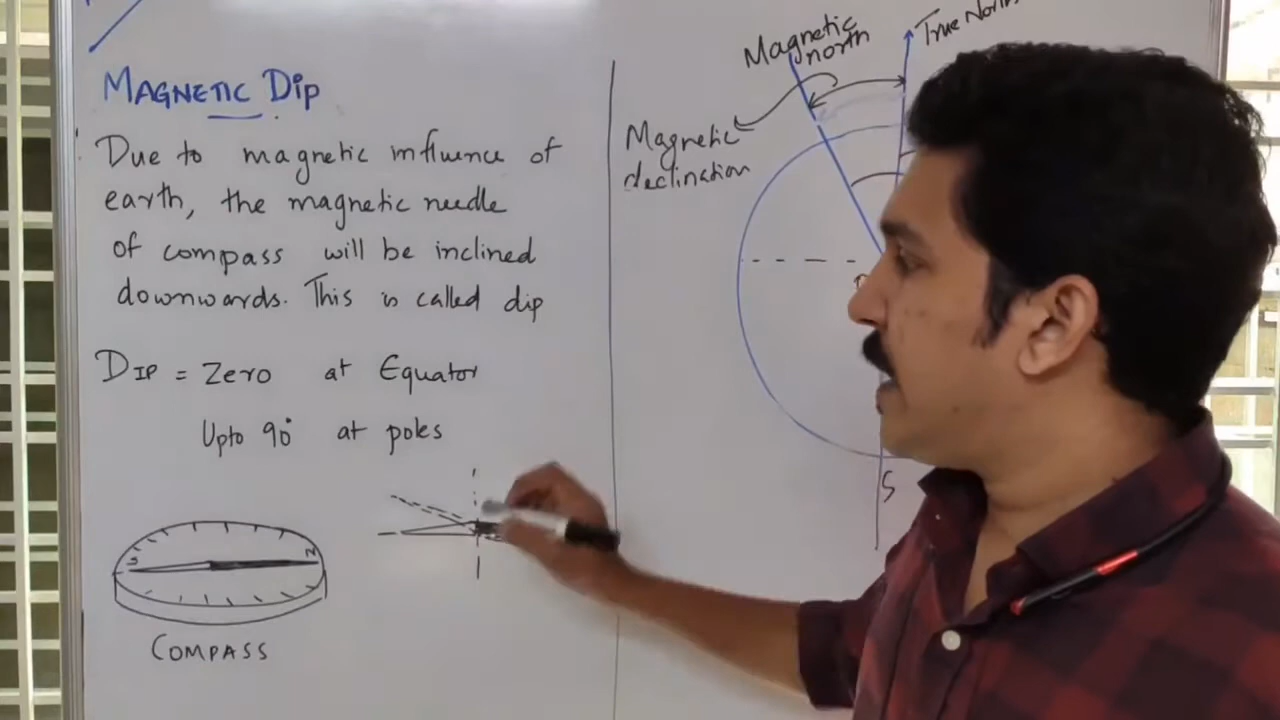 MAGNETIC DIP
Due to magnetic influence of
earth, the magnetic needle
of compass will be inclined
downwards. This is called dip
DIP = Zero at Equator
Upto 90° at poles
S N
COMPASS
Magnetic
north
True North
Magnetic
declination
S